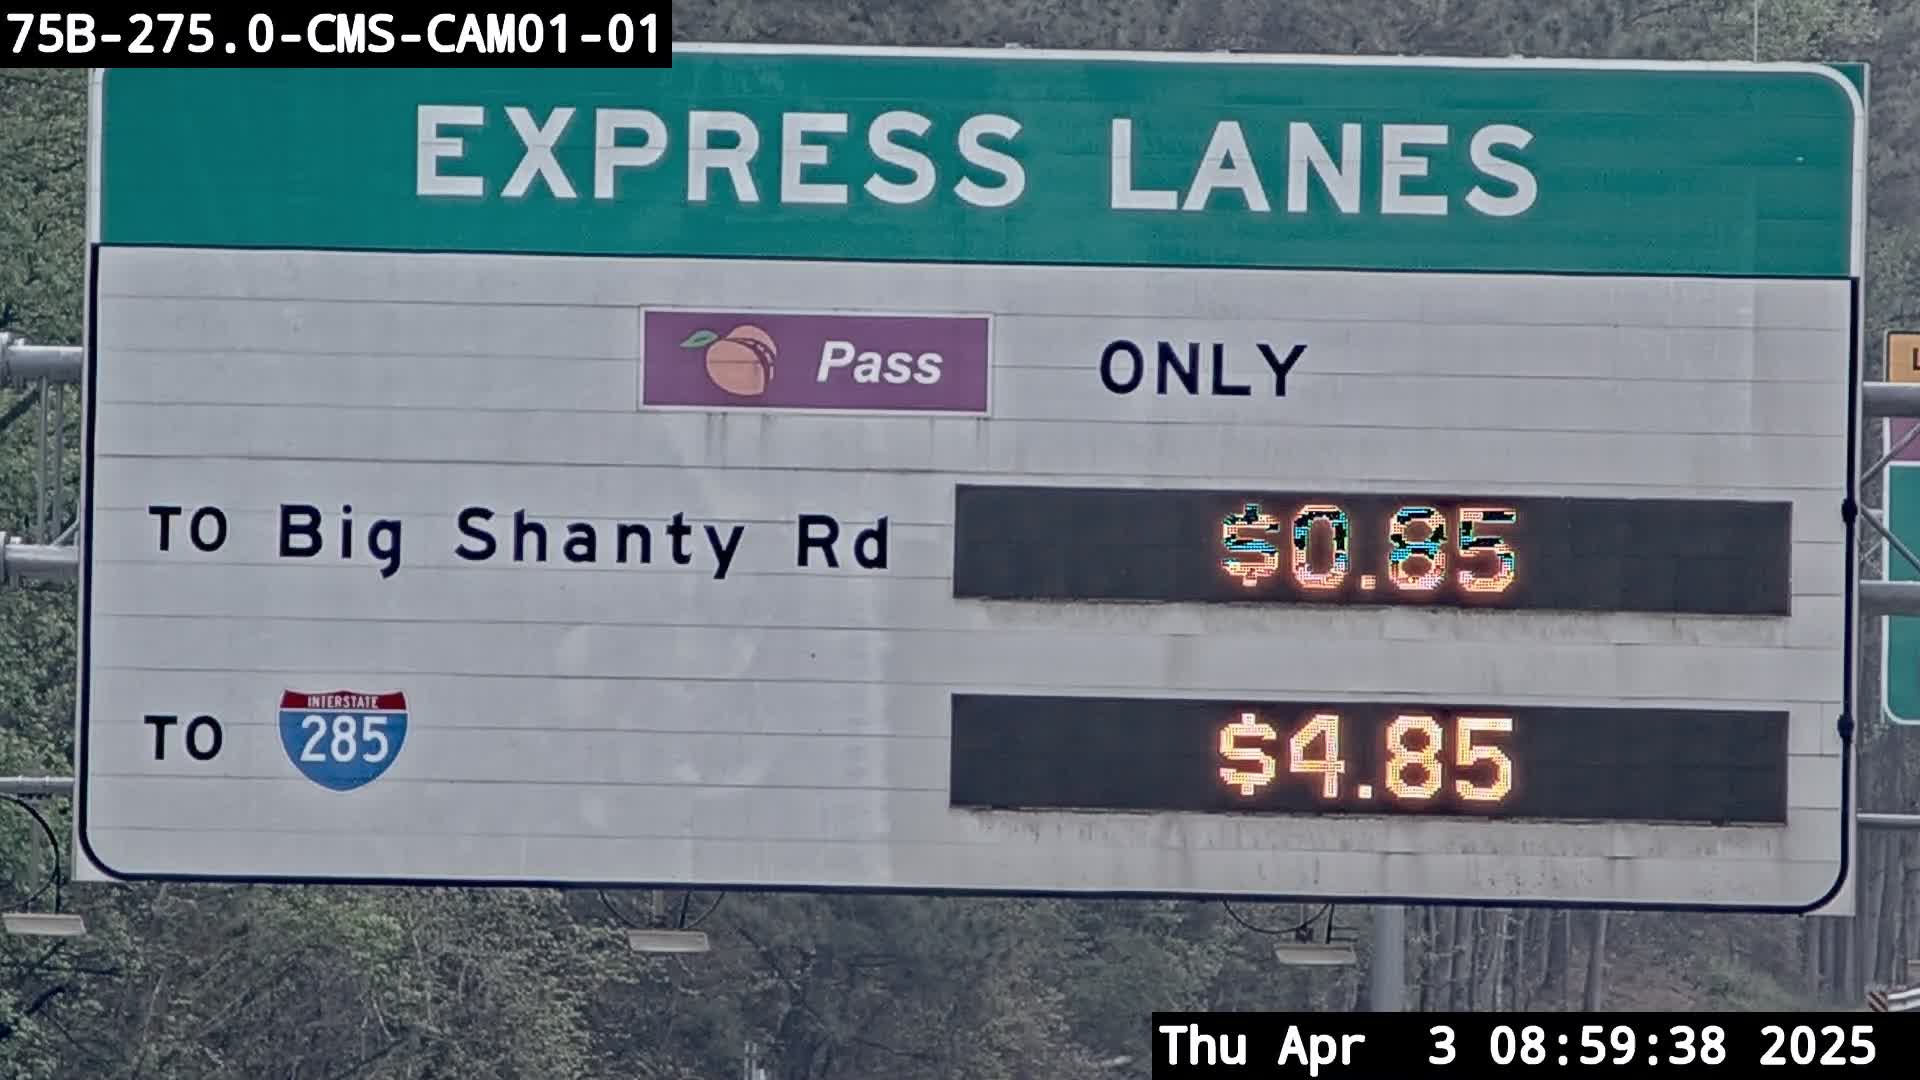 75B-275.0-CMS-CAM01-01
EXPRESS LANES
Pass ONLY
TO Big Shanty Rd $0.85
TO INTERSTATE 285 $4.85
Thu Apr 3 08:59:38 2025